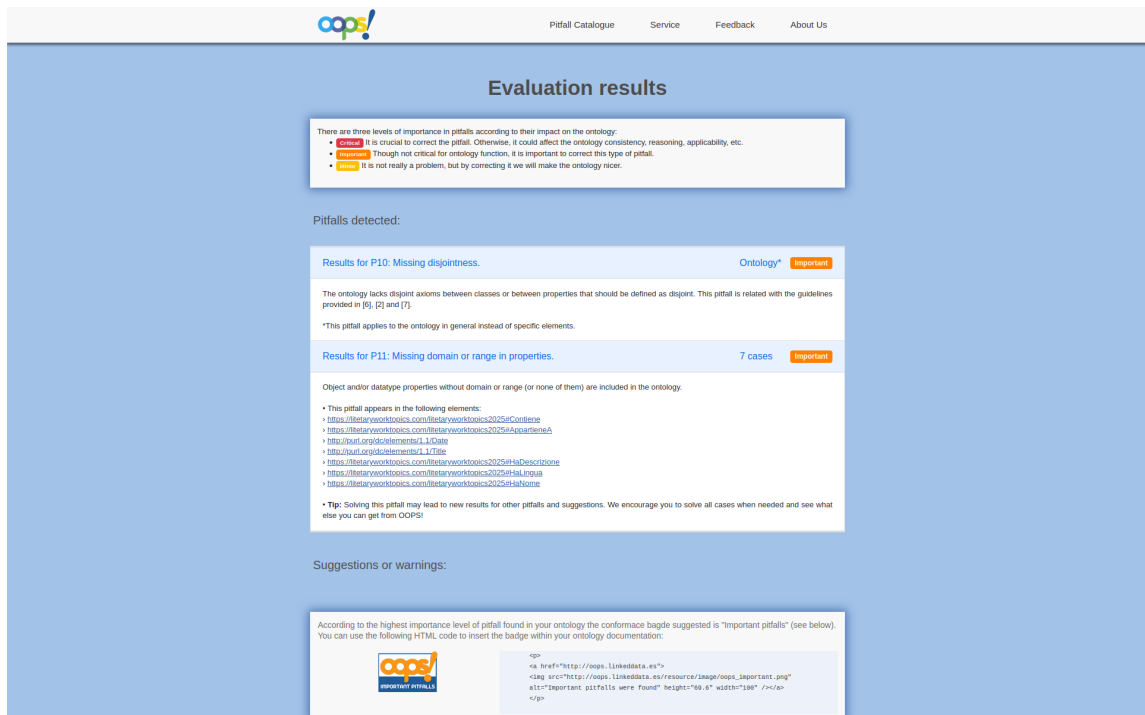 oops!
Pitfall Catalogue Service Feedback About Us
Evaluation results
There are three levels of importance in pitfalls according to their impact on the ontology:
• Critical It is crucial to correct the pitfall. Otherwise, it could affect the ontology consistency, reasoning, applicability, etc.
• Important Though not critical for ontology function, it is important to correct this type of pitfall.
• Minor It is not really a problem, but by correcting it we will make the ontology nicer.
Pitfalls detected:
Results for P10: Missing disjointness. Ontology* Important
The ontology lacks disjoint axioms between classes or between properties that should be defined as disjoint. This pitfall is related with the guidelines
provided in [6], [2] and [7].
*This pitfall applies to the ontology in general instead of specific elements.
Results for P11: Missing domain or range in properties. 7 cases Important
Object and/or datatype properties without domain or range (or none of them) are included in the ontology.
• This pitfall appears in the following elements:
› https://litetaryworktopics.com/litetaryworktopics2025#Contiene
› https://litetaryworktopics.com/litetaryworktopics2025#AppartieneA
› http://purl.org/dc/elements/1.1/Date
› http://purl.org/dc/elements/1.1/Title
› https://litetaryworktopics.com/litetaryworktopics2025#HaDescrizione
› https://litetaryworktopics.com/litetaryworktopics2025#HaLingua
› https://litetaryworktopics.com/litetaryworktopics2025#HaNome
• Tip: Solving this pitfall may lead to new results for other pitfalls and suggestions. We encourage you to solve all cases when needed and see what
else you can get from OOPS!
Suggestions or warnings:
According to the highest importance level of pitfall found in your ontology the conformace bagde suggested is "Important pitfalls" (see below).
You can use the following HTML code to insert the badge within your ontology documentation:
oops!
IMPORTANT PITFALLS
<p>
<a href="http://oops.linkeddata.es">
<img src="http://oops.linkeddata.es/resource/image/oops_important.png"
alt="Important pitfalls were found" height="69.6" width="100" /></a>
</p>